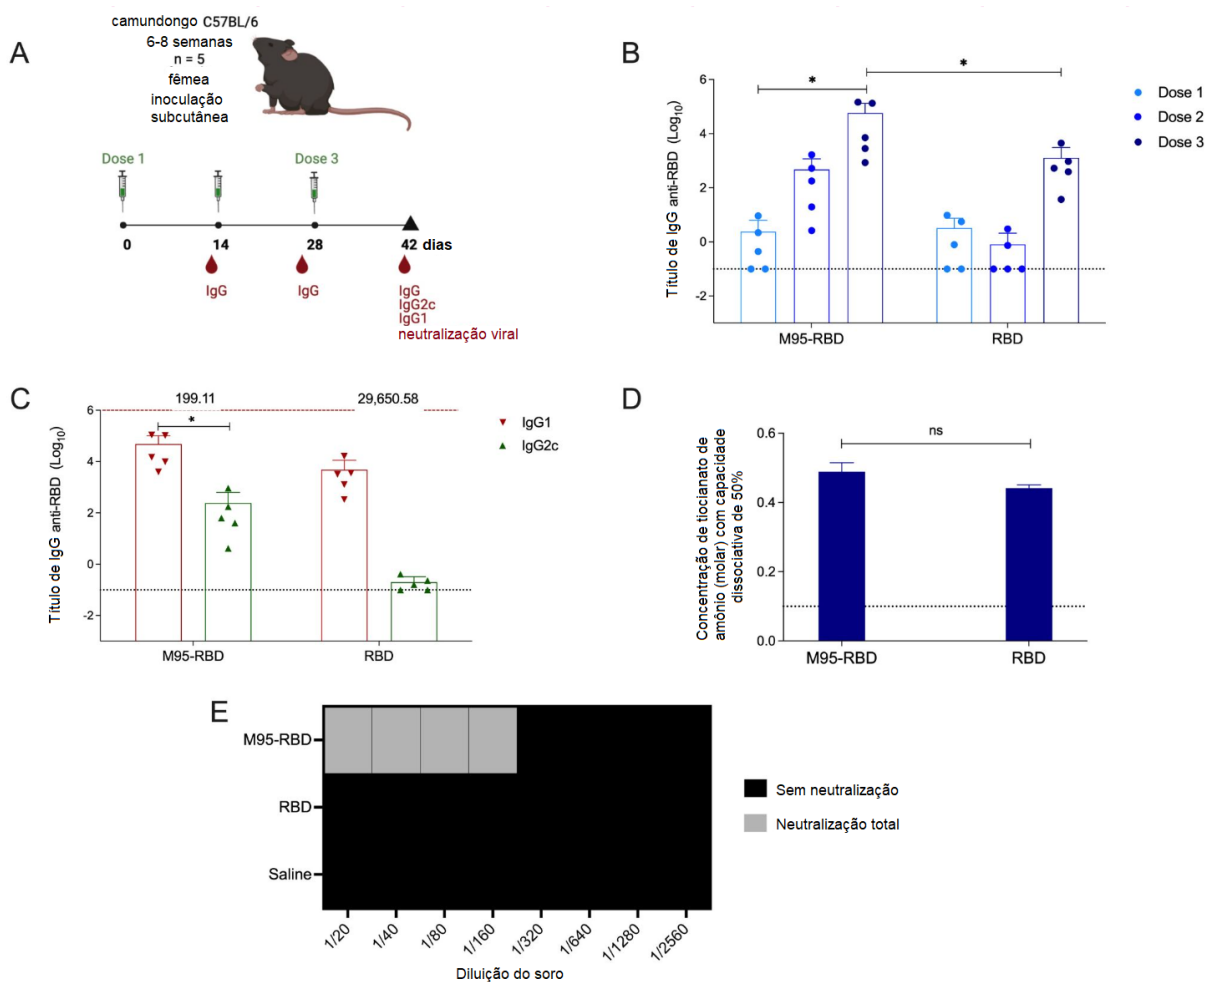 A
camundongo C57BL/6
6-8 semanas
n = 5
fêmea
inoculação
subcutânea
Dose 1
Dose 3
0
14
28
42 dias
IgG
IgG
IgG
IgG2c
IgG1
neutralização viral
B
Título de IgG anti-RBD (Log10)
6
4
2
0
-2
*
*
M95-RBD
RBD
Dose 1
Dose 2
Dose 3
C
Título de IgG anti-RBD (Log10)
6
4
2
0
-2
199.11
29,650.58
*
M95-RBD
RBD
IgG1
IgG2c
D
Concentração de tiocianato de
amônio (molar) com capacidade
dissociativa de 50%
0.6
0.4
0.2
0.0
ns
M95-RBD
RBD
E
M95-RBD
RBD
Saline
1/20
1/40
1/80
1/160
1/320
1/640
1/1280
1/2560
Diluição do soro
Sem neutralização
Neutralização total